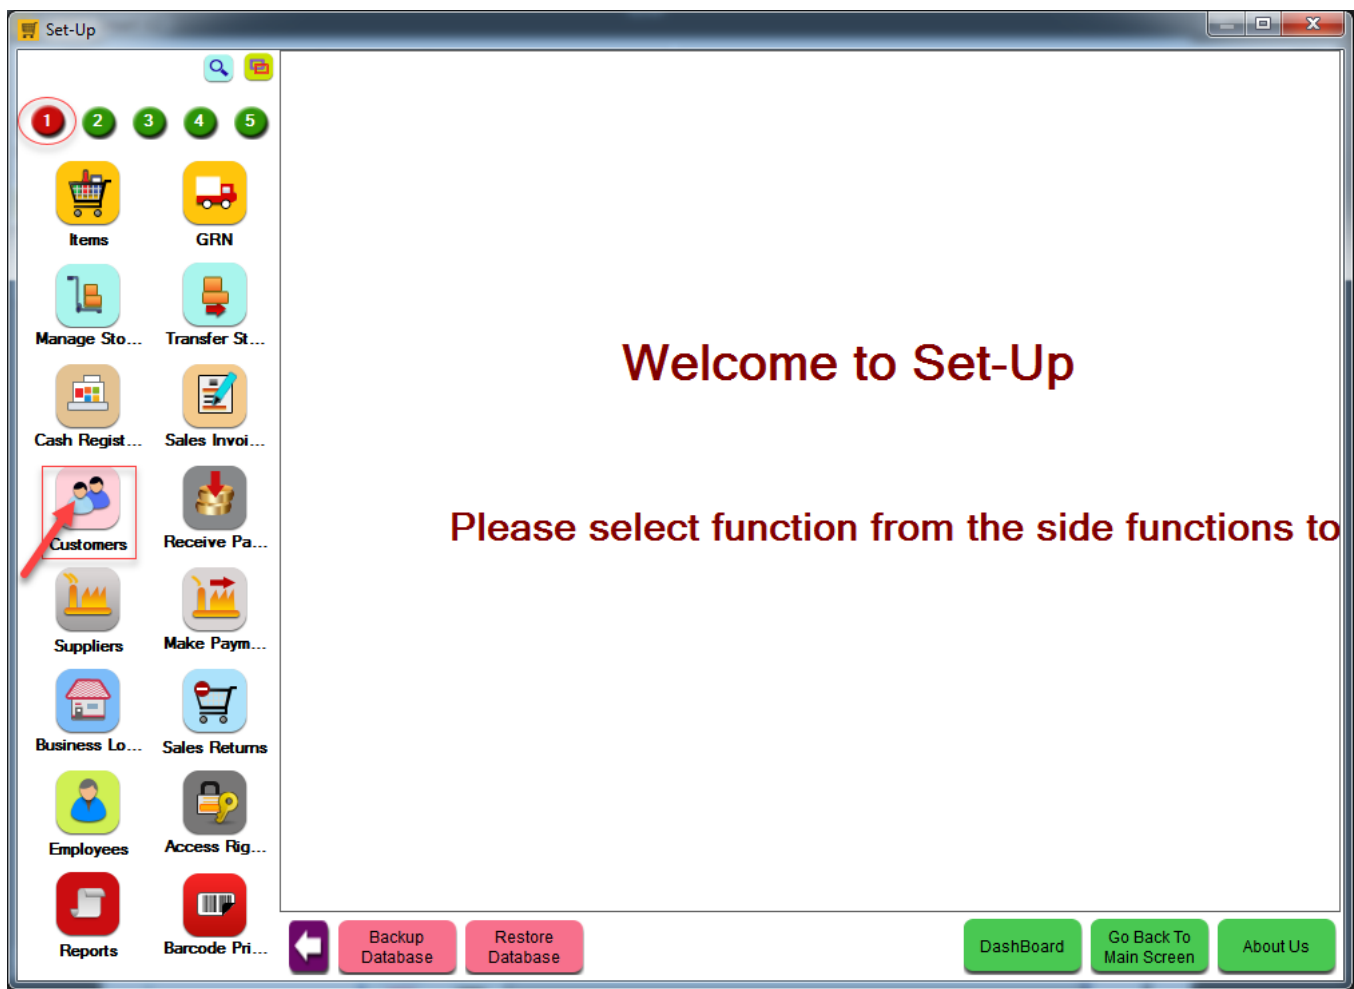 Set-Up
1 2 3 4 5
Items GRN
Manage Sto... Transfer St...
Cash Regist... Sales Invoi...
Customers Receive Pa...
Suppliers Make Paym...
Business Lo... Sales Returns
Employees Access Rig...
Reports Barcode Pri...
Welcome to Set-Up
Please select function from the side functions to
Backup
Database
Restore
Database
DashBoard
Go Back To
Main Screen
About Us